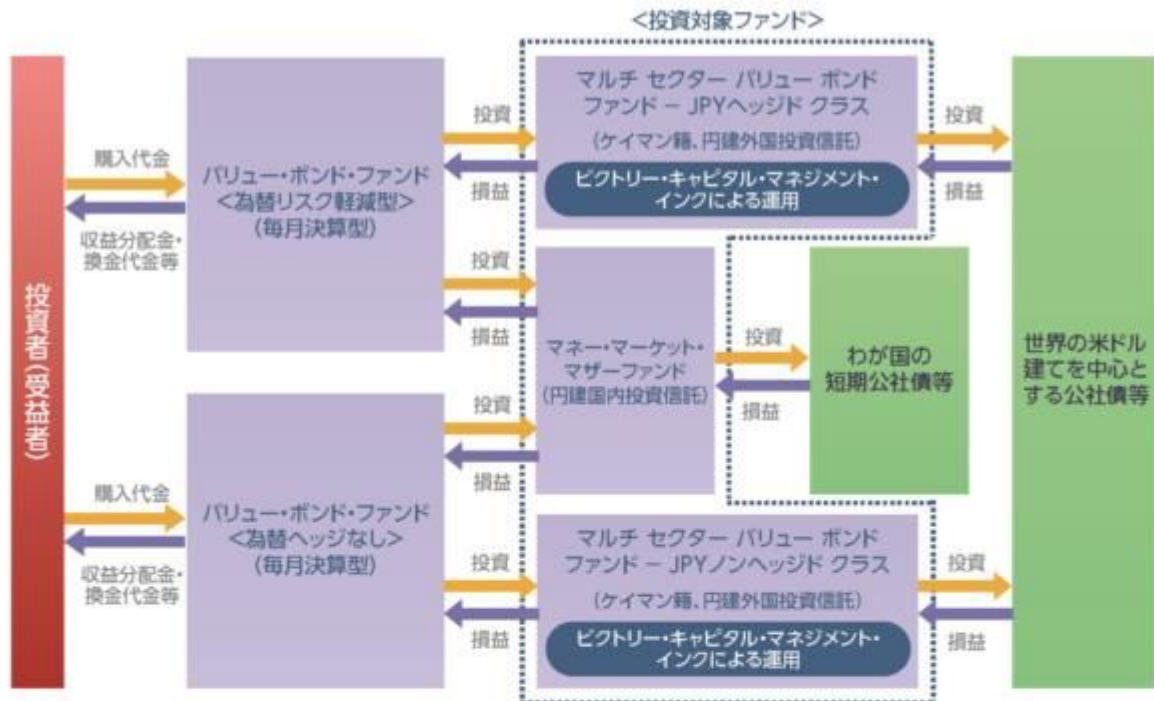 <投資対象ファンド>
投資者(受益者)
購入代金
収益分配金・
換金代金等
バリュー・ボンド・ファンド
<為替リスク軽減型>
(毎月決算型)
投資
損益
マルチ セクター バリュー ボンド
ファンド − JPYヘッジド クラス
(ケイマン籍、円建外国投資信託)
ビクトリー・キャピタル・マネジメント・
インクによる運用
投資
損益
投資
損益
マネー・マーケット・
マザーファンド
(円建国内投資信託)
投資
損益
わが国の
短期公社債等
世界の米ドル
建てを中心と
する公社債等
購入代金
収益分配金・
換金代金等
バリュー・ボンド・ファンド
<為替ヘッジなし>
(毎月決算型)
投資
損益
投資
損益
マルチ セクター バリュー ボンド
ファンド − JPYノンヘッジド クラス
(ケイマン籍、円建外国投資信託)
ビクトリー・キャピタル・マネジメント・
インクによる運用
投資
損益